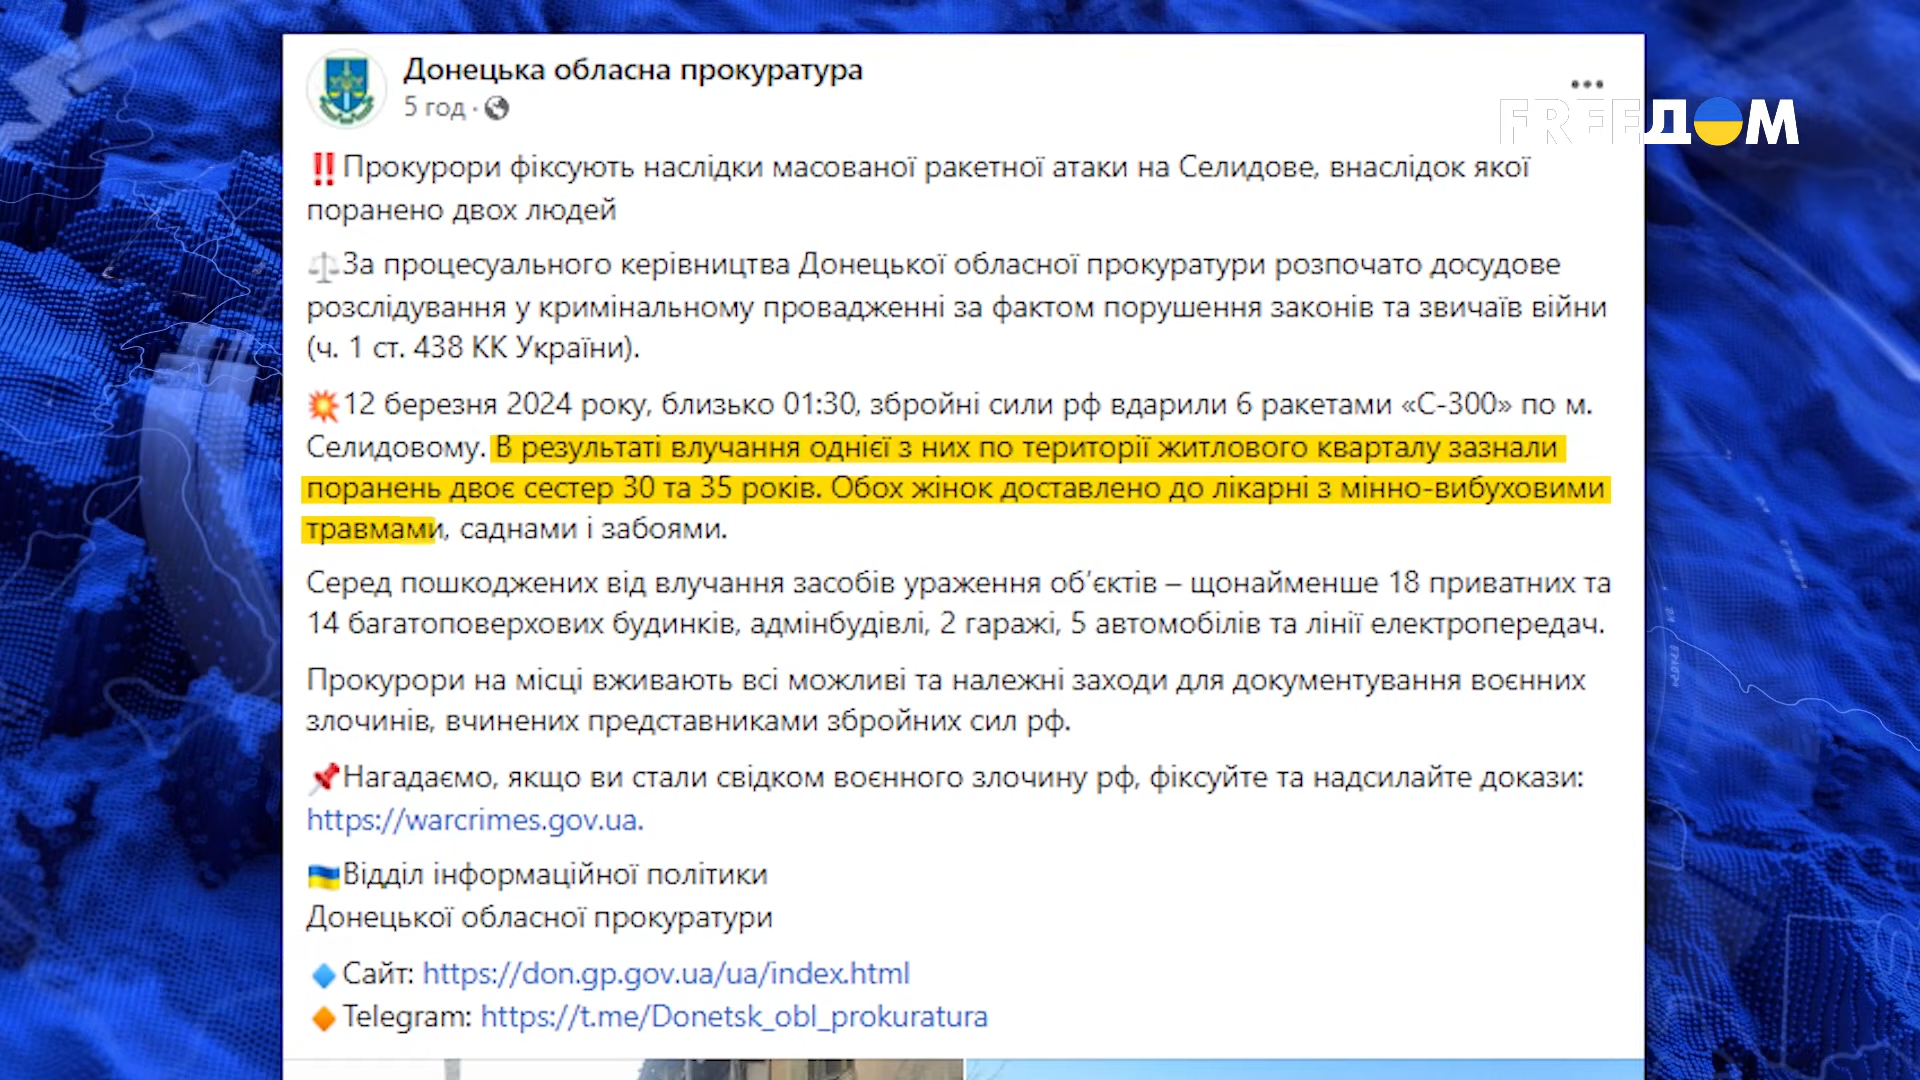 Донецька обласна прокуратура
5 год ·
FREEДОМ
‼Прокурори фіксують наслідки масованої ракетної атаки на Селидове, внаслідок якої
поранено двох людей
⚖За процесуального керівництва Донецької обласної прокуратури розпочато досудове
розслідування у кримінальному провадженні за фактом порушення законів та звичаїв війни
(ч. 1 ст. 438 КК України).
💥12 березня 2024 року, близько 01:30, збройні сили рф вдарили 6 ракетами «С-300» по м.
Селидовому. В результаті влучання однієї з них по території житлового кварталу зазнали
поранень двоє сестер 30 та 35 років. Обох жінок доставлено до лікарні з мінно-вибуховими
травмами, саднами і забоями.
Серед пошкоджених від влучання засобів ураження об’єктів – щонайменше 18 приватних та
14 багатоповерхових будинків, адмінбудівлі, 2 гаражі, 5 автомобілів та лінії електропередач.
Прокурори на місці вживають всі можливі та належні заходи для документування воєнних
злочинів, вчинених представниками збройних сил рф.
📌Нагадаємо, якщо ви стали свідком воєнного злочину рф, фіксуйте та надсилайте докази:
https://warcrimes.gov.ua.
🇺🇦Відділ інформаційної політики
Донецької обласної прокуратури
🔹Сайт: https://don.gp.gov.ua/ua/index.html
🔸Telegram: https://t.me/Donetsk_obl_prokuratura